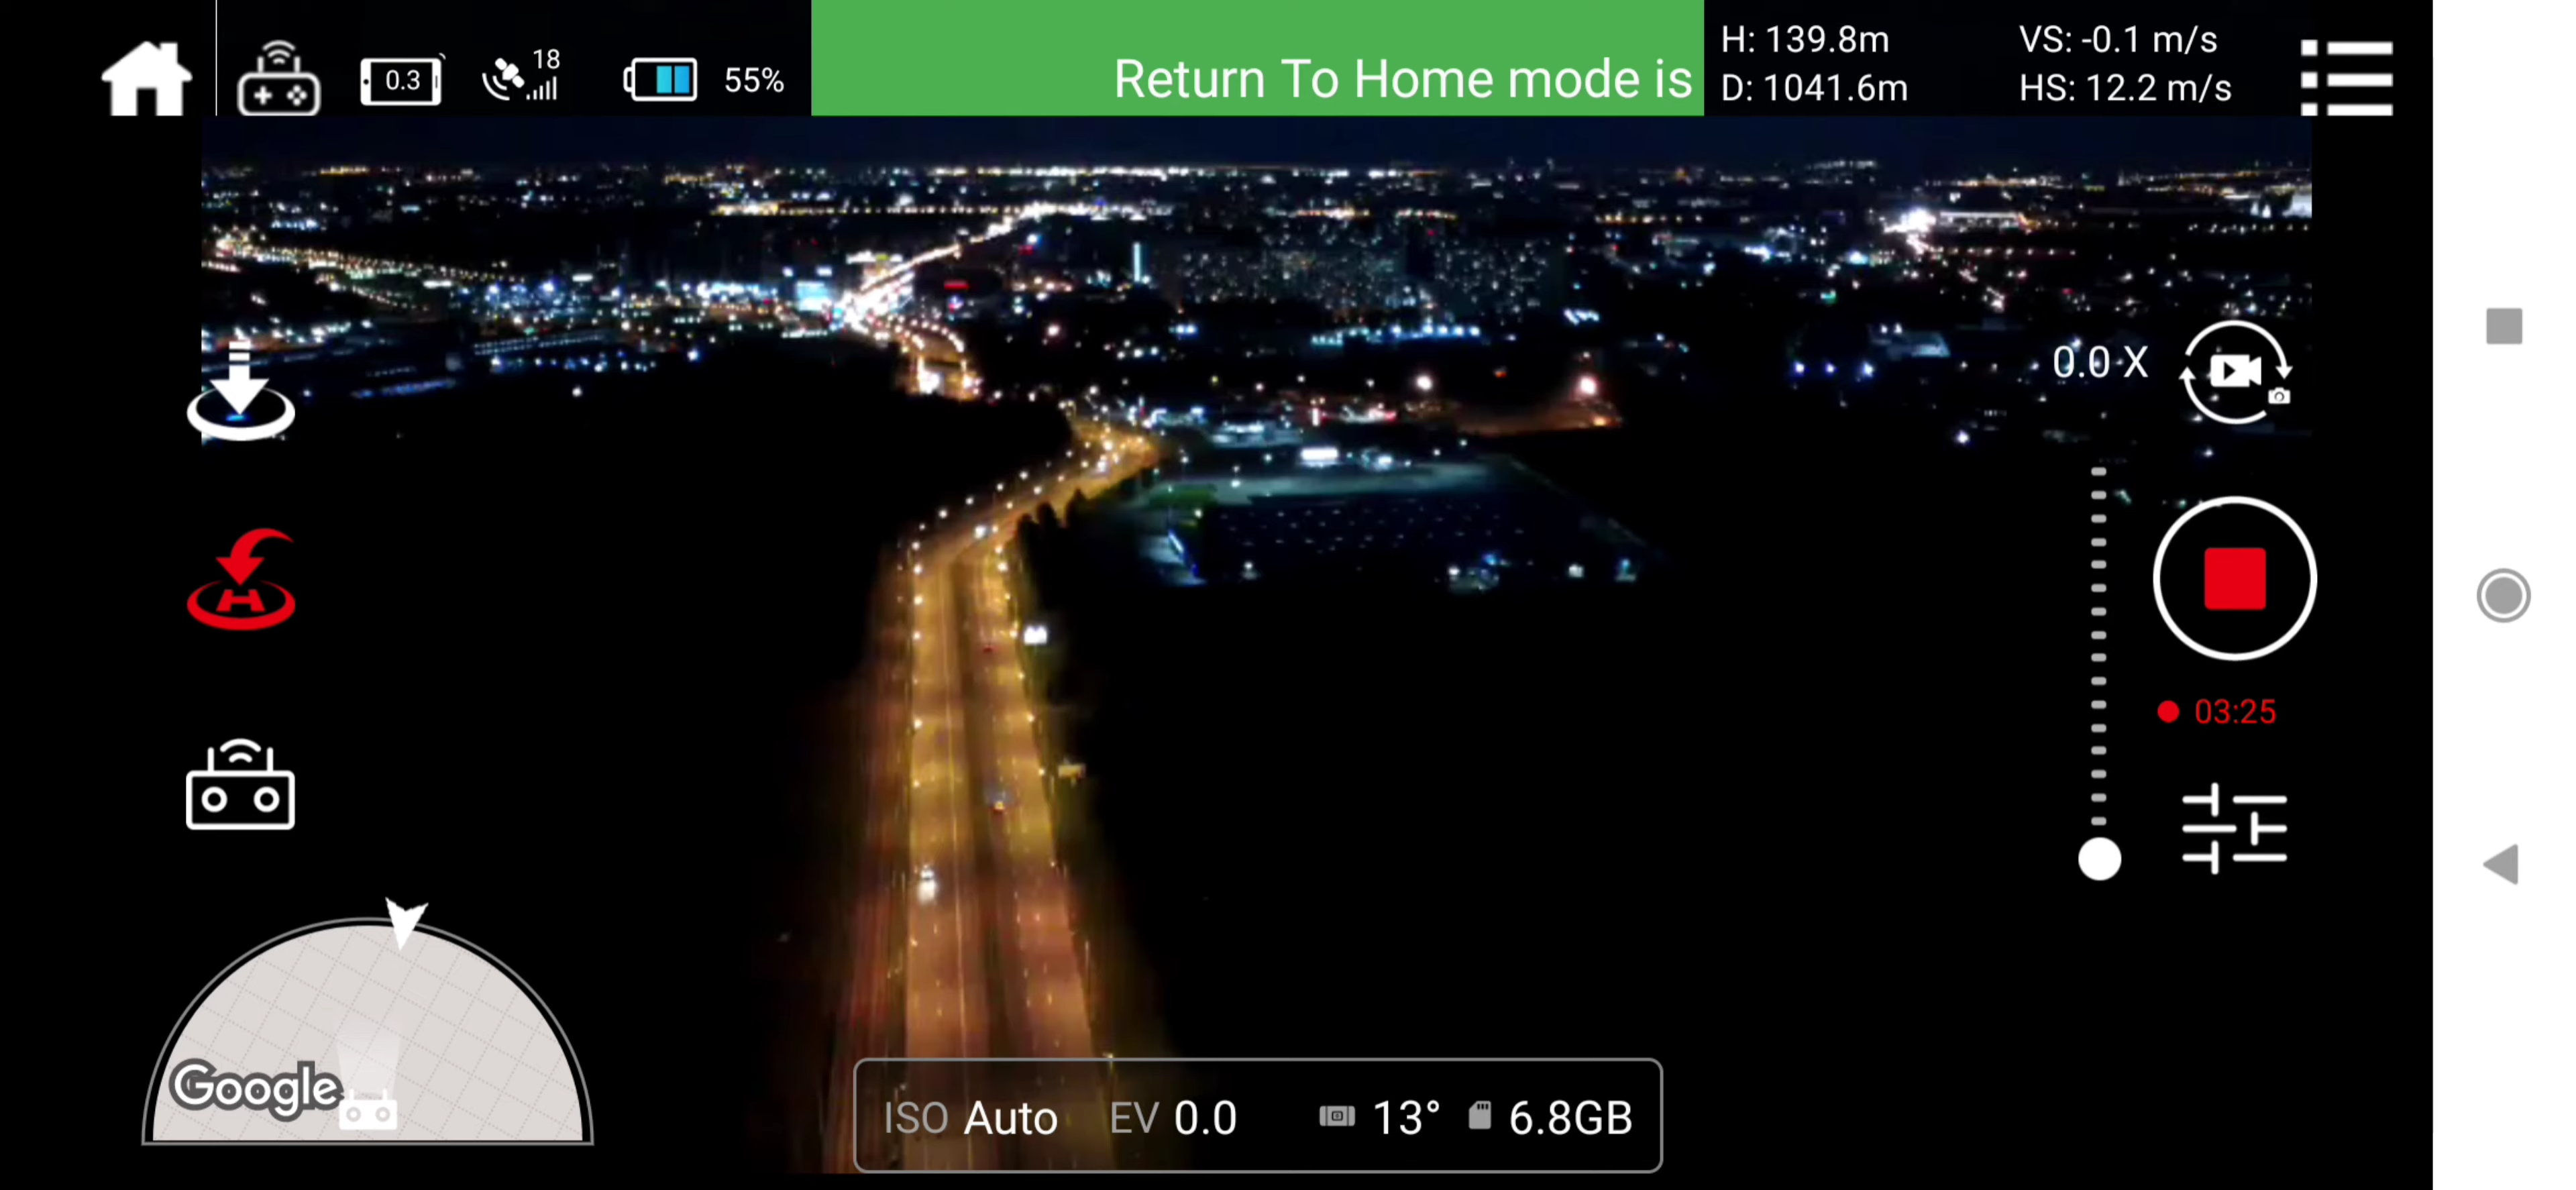 0.3
18
55%
Return To Home mode is
H: 139.8m
VS: -0.1 m/s
D: 1041.6m
HS: 12.2 m/s
0.0 X
03:25
Google
ISO Auto EV 0.0 13° 6.8GB